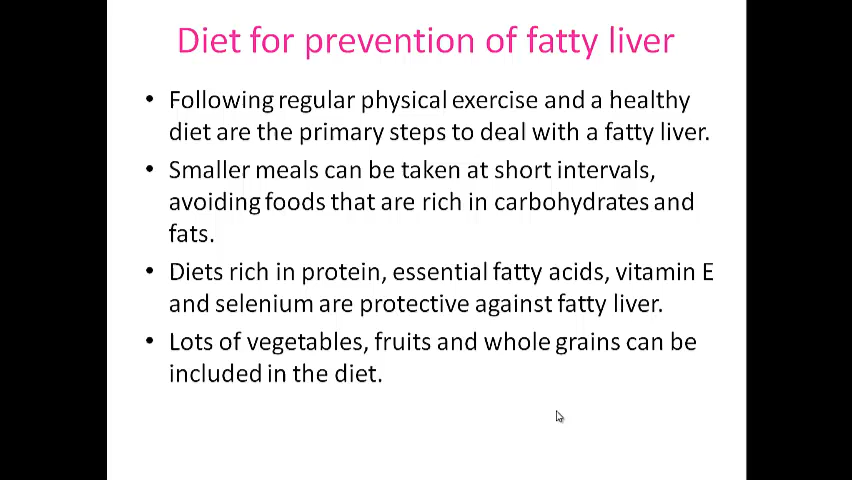 Diet for prevention of fatty liver
• Following regular physical exercise and a healthy
diet are the primary steps to deal with a fatty liver.
• Smaller meals can be taken at short intervals,
avoiding foods that are rich in carbohydrates and
fats.
• Diets rich in protein, essential fatty acids, vitamin E
and selenium are protective against fatty liver.
• Lots of vegetables, fruits and whole grains can be
included in the diet.